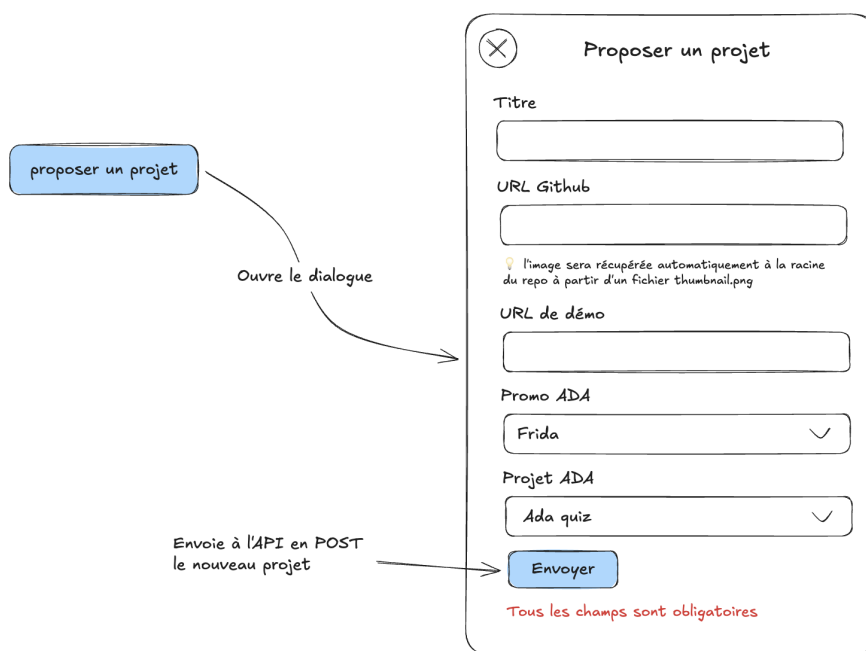 proposer un projet
Ouvre le dialogue
Proposer un projet
Titre
URL Github
💡 l'image sera récupérée automatiquement à la racine
du repo à partir d'un fichier thumbnail.png
URL de démo
Promo ADA
Frida
Projet ADA
Ada quiz
Envoie à l'API en POST
le nouveau projet
Envoyer
Tous les champs sont obligatoires